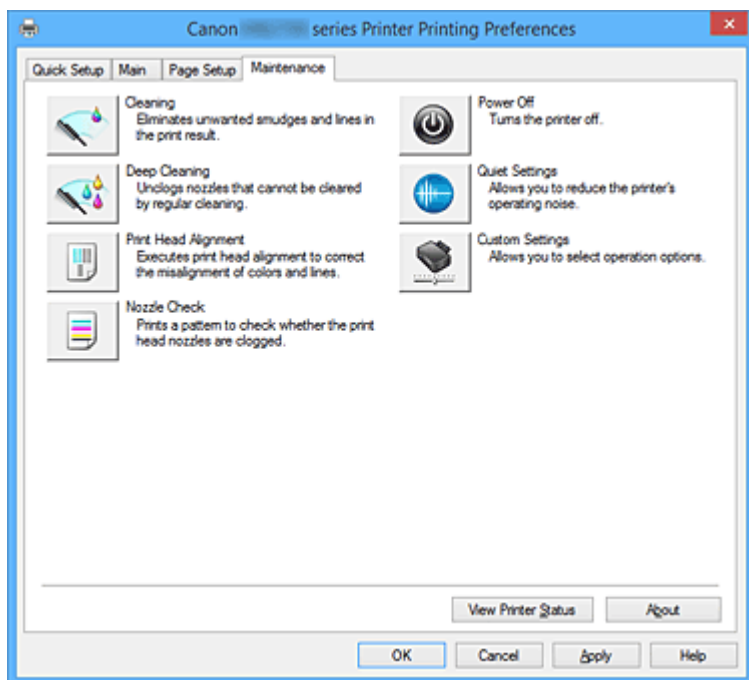 Canon series Printer Printing Preferences
Quick Setup Main Page Setup Maintenance
Cleaning
Eliminates unwanted smudges and lines in
the print result.
Deep Cleaning
Unclogs nozzles that cannot be cleared
by regular cleaning.
Print Head Alignment
Executes print head alignment to correct
the misalignment of colors and lines.
Nozzle Check
Prints a pattern to check whether the print
head nozzles are clogged.
Power Off
Turns the printer off.
Quiet Settings
Allows you to reduce the printer's
operating noise.
Custom Settings
Allows you to select operation options.
View Printer Status About
OK Cancel Apply Help